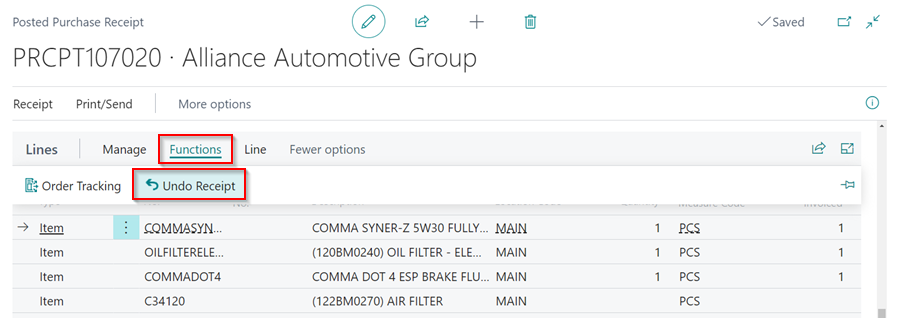 Posted Purchase Receipt
Saved
PRCPT107020 · Alliance Automotive Group
Receipt Print/Send More options
Lines Manage Functions Line Fewer options
Order Tracking Undo Receipt
Measure Code
Item COMMASYN... COMMA SYNER-Z 5W30 FULLY... MAIN 1 PCS 1
Item OILFILTERELE... (120BM0240) OIL FILTER - ELE... MAIN 1 PCS 1
Item COMMADOT4 COMMA DOT 4 ESP BRAKE FLU... MAIN 1 PCS 1
Item C34120 (122BM0270) AIR FILTER MAIN PCS